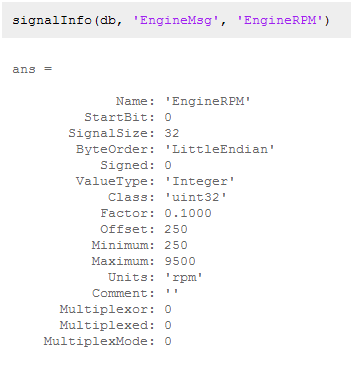 signalInfo(db, 'EngineMsg', 'EngineRPM')
ans =
Name: 'EngineRPM'
StartBit: 0
SignalSize: 32
ByteOrder: 'LittleEndian'
Signed: 0
ValueType: 'Integer'
Class: 'uint32'
Factor: 0.1000
Offset: 250
Minimum: 250
Maximum: 9500
Units: 'rpm'
Comment: ''
Multiplexor: 0
Multiplexed: 0
MultiplexMode: 0